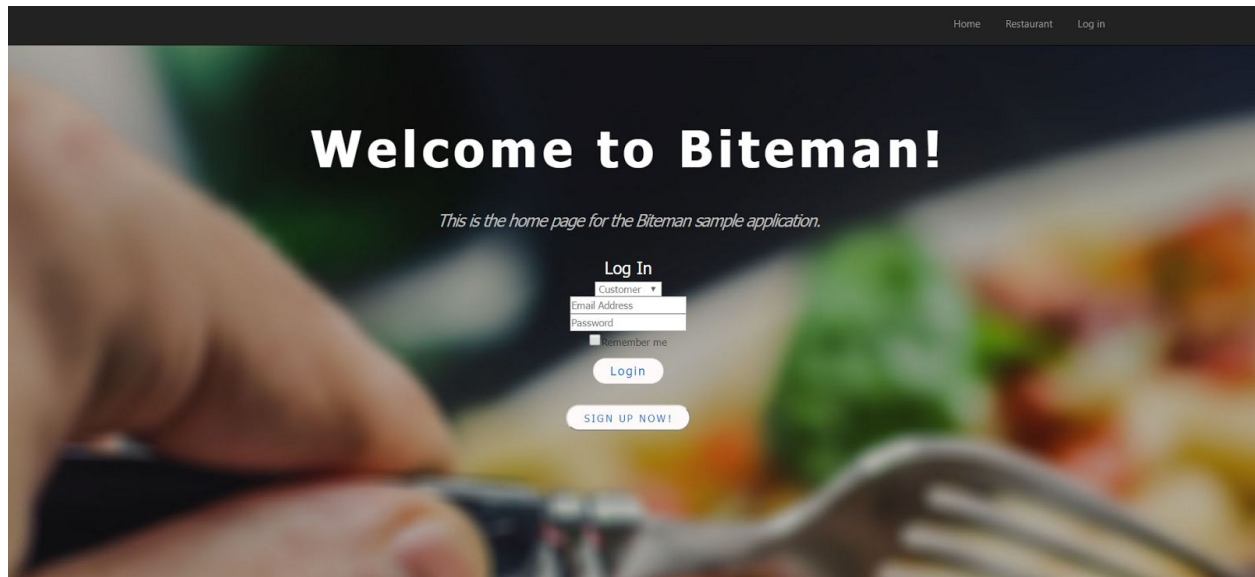 Home Restaurant Log in
Welcome to Biteman!
This is the home page for the Biteman sample application.
Log In
Customer
Email Address
Password
Remember me
Login
SIGN UP NOW!